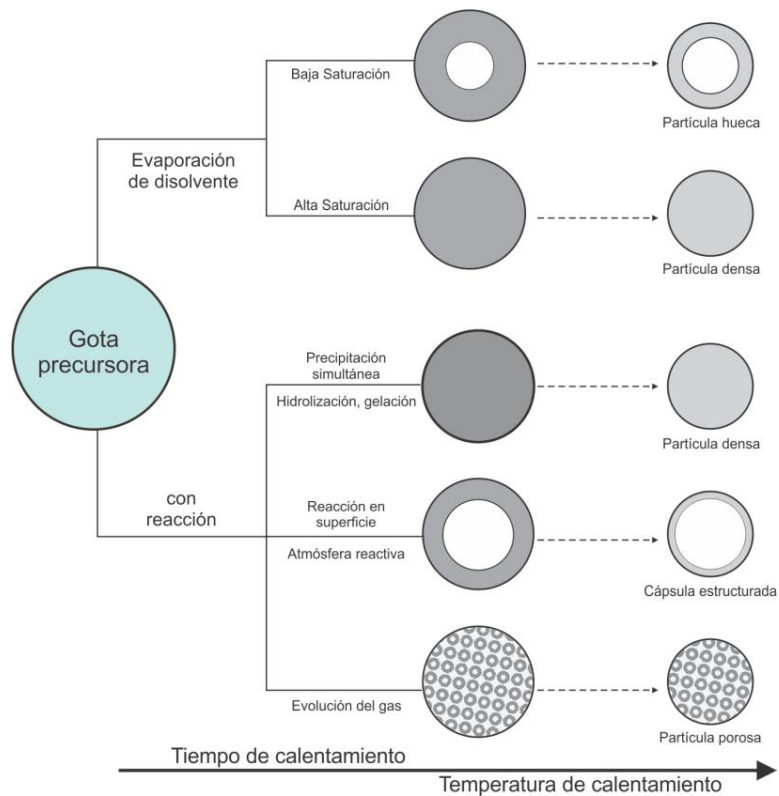 Baja Saturación
Partícula hueca
Evaporación
de disolvente
Alta Saturación
Partícula densa
Gota
precursora
Precipitación
simultánea
Hidrolización, gelación
Partícula densa
con
reacción
Reacción en
superficie
Atmósfera reactiva
Cápsula estructurada
Evolución del gas
Partícula porosa
Tiempo de calentamiento
Temperatura de calentamiento